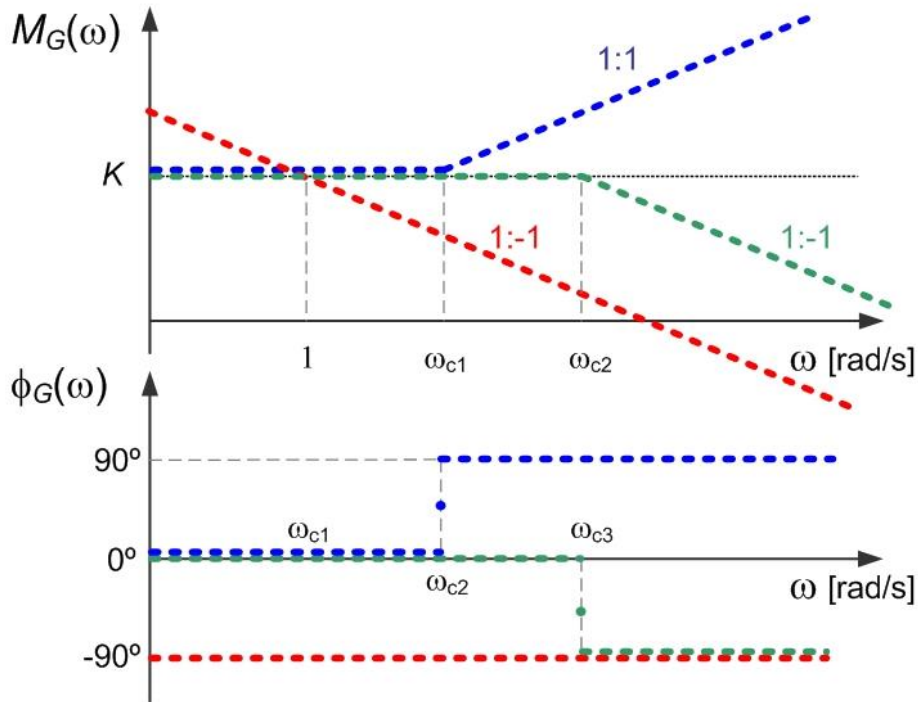 M_G(ω)
1:1
K
1:-1
1:-1
1
ω_c1
ω_c2
ω [rad/s]
ϕ_G(ω)
90º
ω_c1
ω_c3
0º
ω_c2
ω [rad/s]
-90º